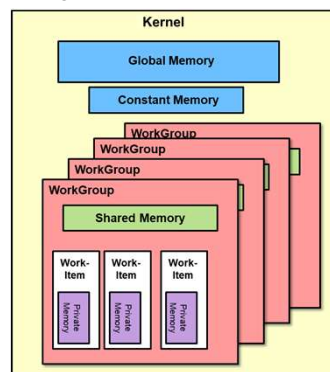 Kernel
Global Memory
Constant Memory
WorkGroup
WorkGroup
WorkGroup
WorkGroup
Shared Memory
Work-
Item
Work-
Item
Work-
Item
Private
Memory
Private
Memory
Private
Memory